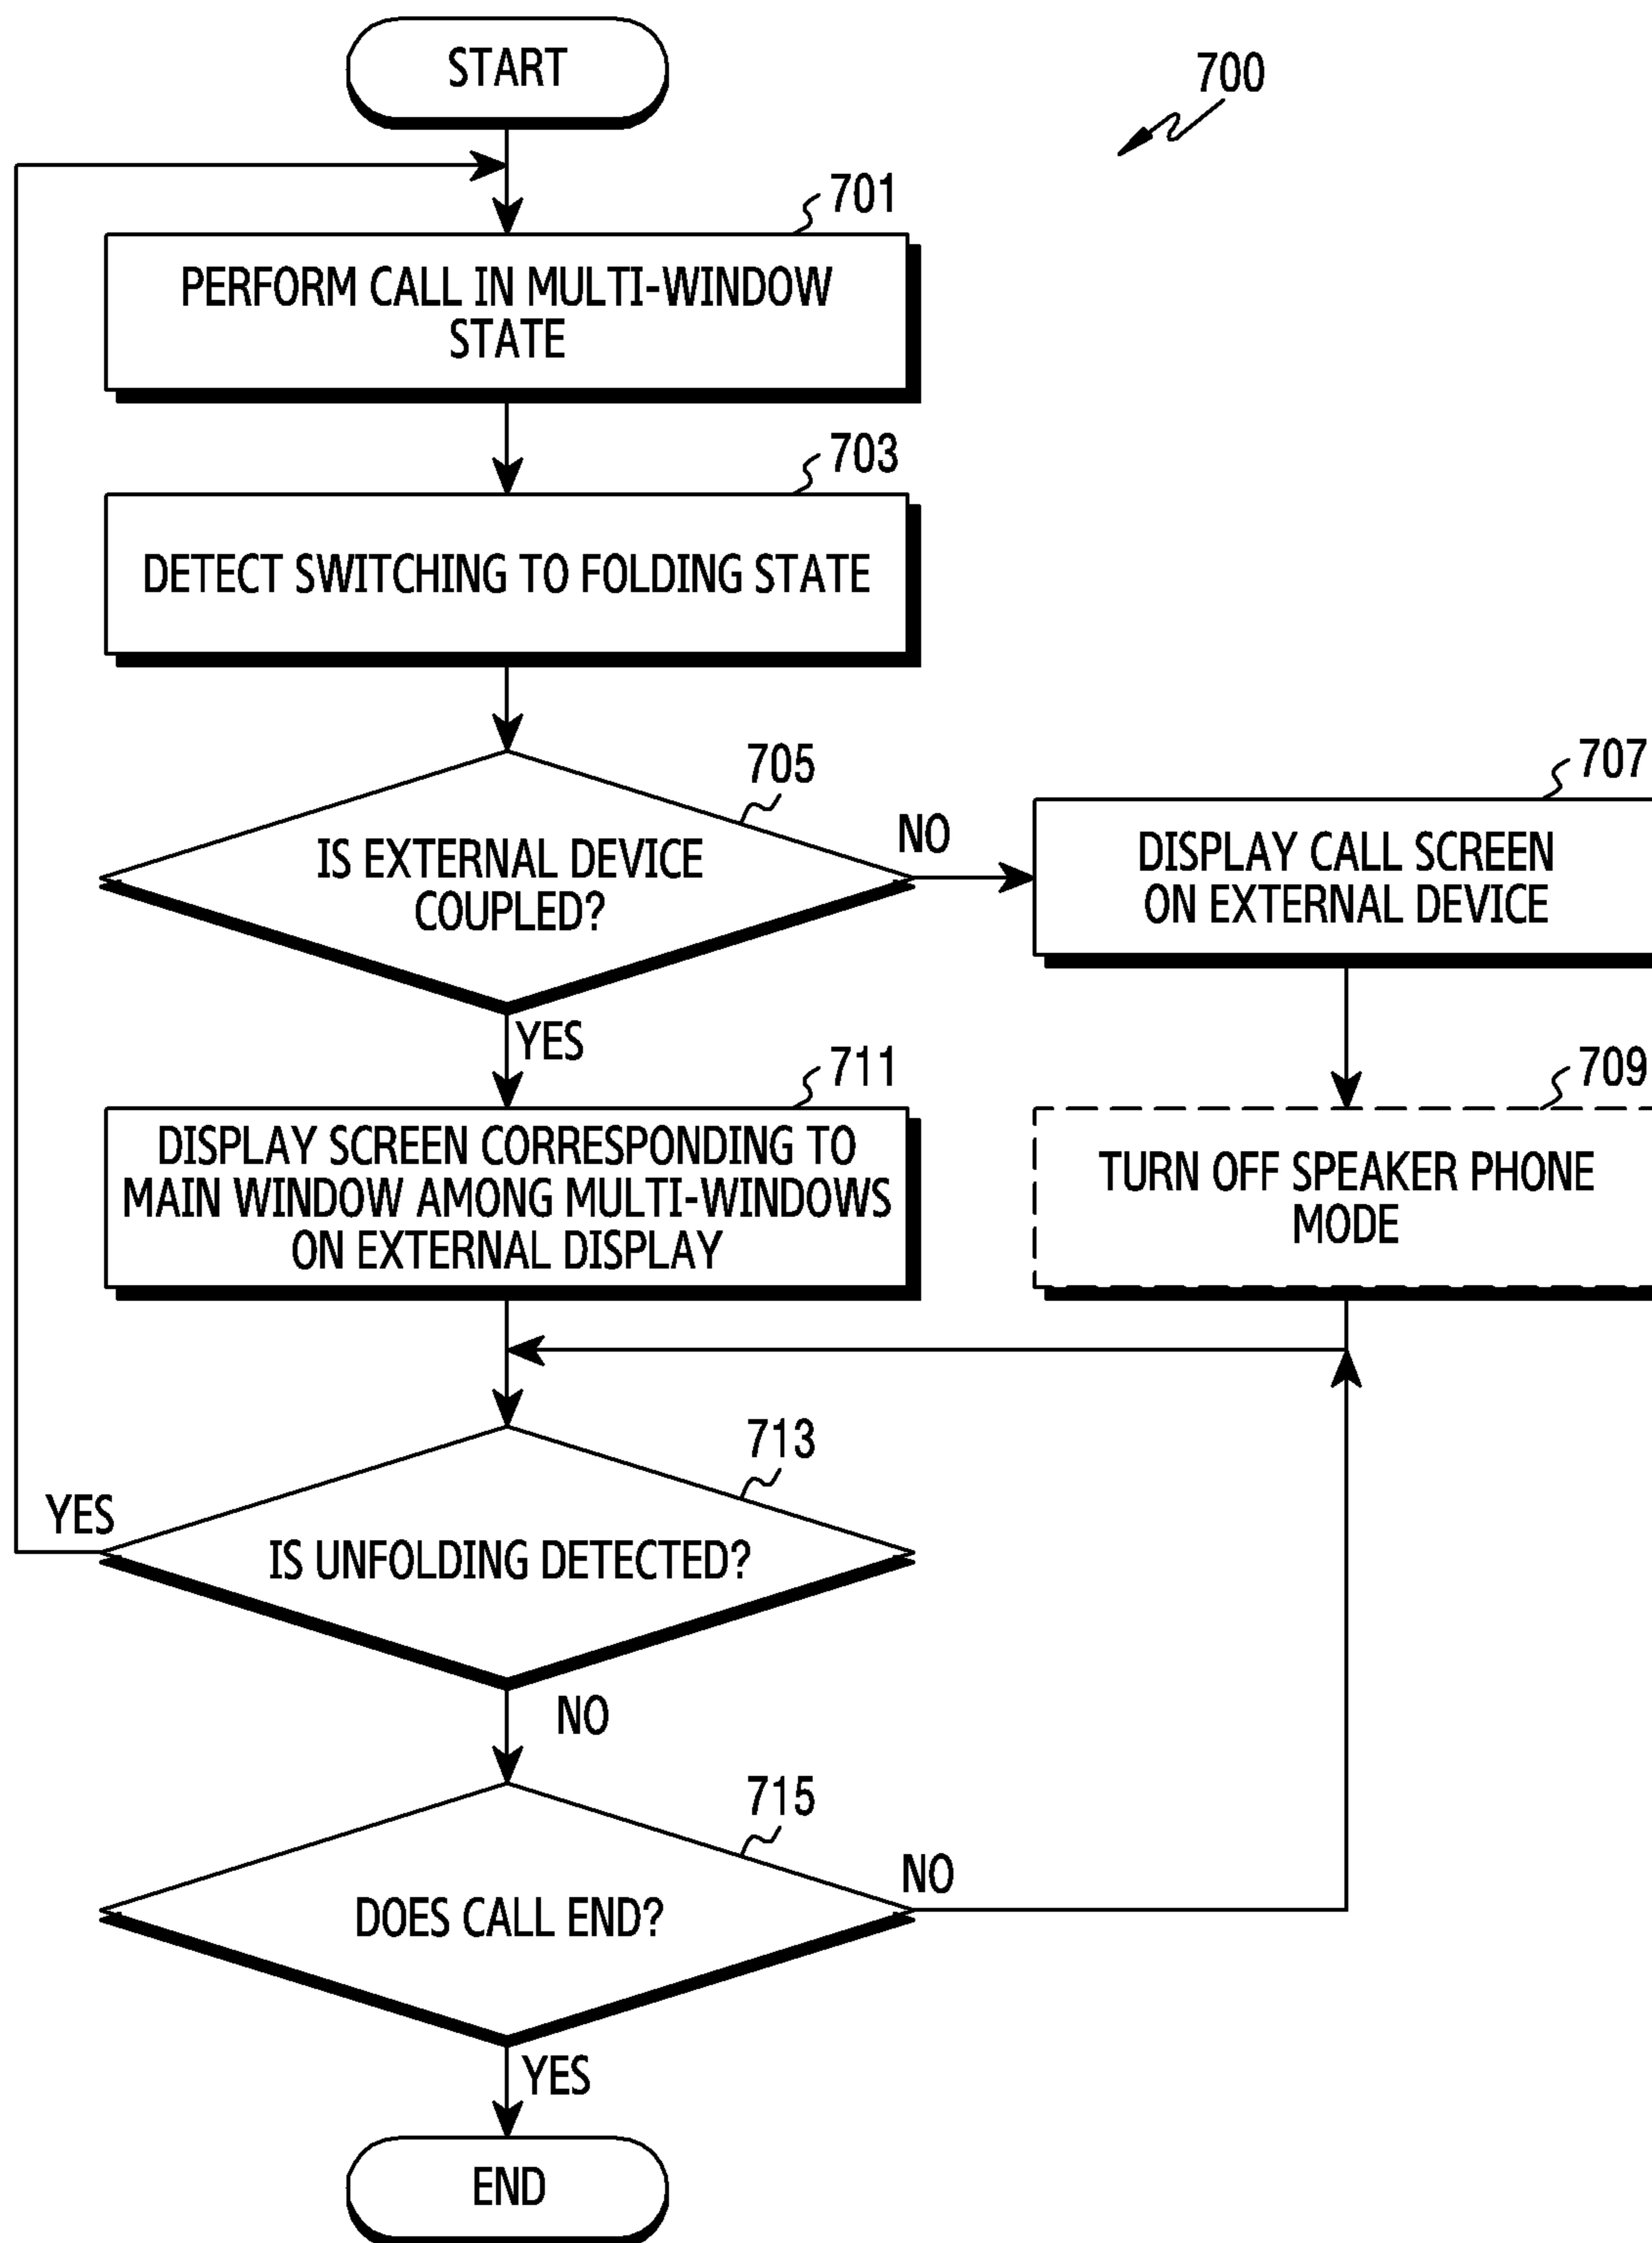 START
700
701
PERFORM CALL IN MULTI-WINDOW
STATE
703
DETECT SWITCHING TO FOLDING STATE
705
IS EXTERNAL DEVICE
COUPLED?
NO
707
DISPLAY CALL SCREEN
ON EXTERNAL DEVICE
YES
711
DISPLAY SCREEN CORRESPONDING TO
MAIN WINDOW AMONG MULTI-WINDOWS
ON EXTERNAL DISPLAY
709
TURN OFF SPEAKER PHONE
MODE
713
YES
IS UNFOLDING DETECTED?
NO
715
NO
DOES CALL END?
YES
END